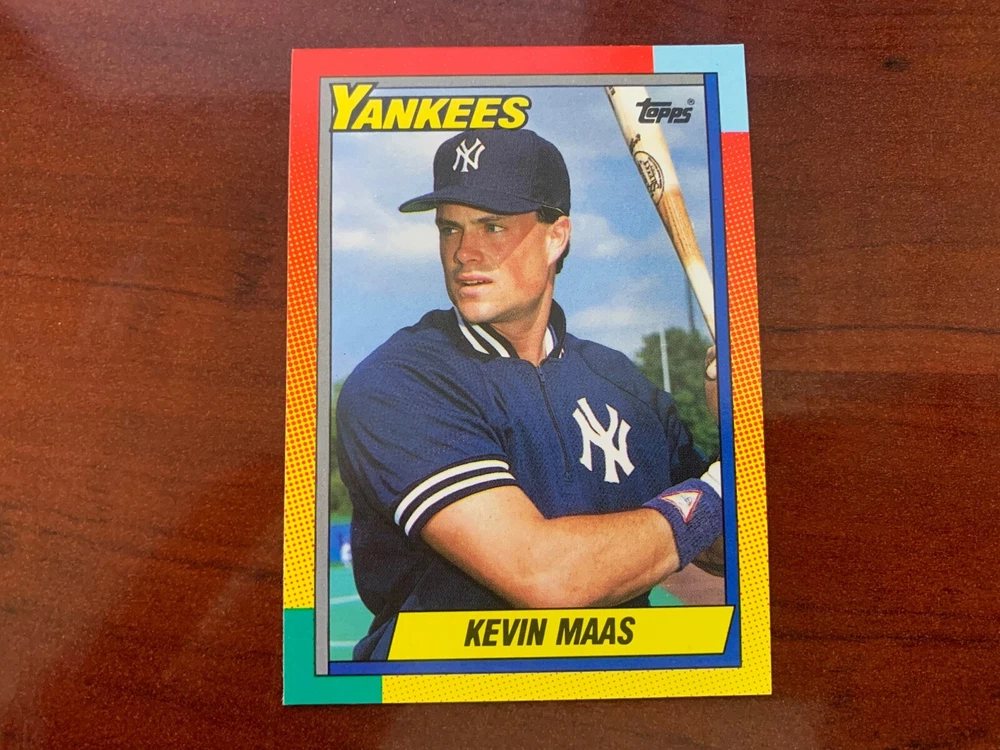 YANKEES
topps®
NY
NY
KEVIN MAAS